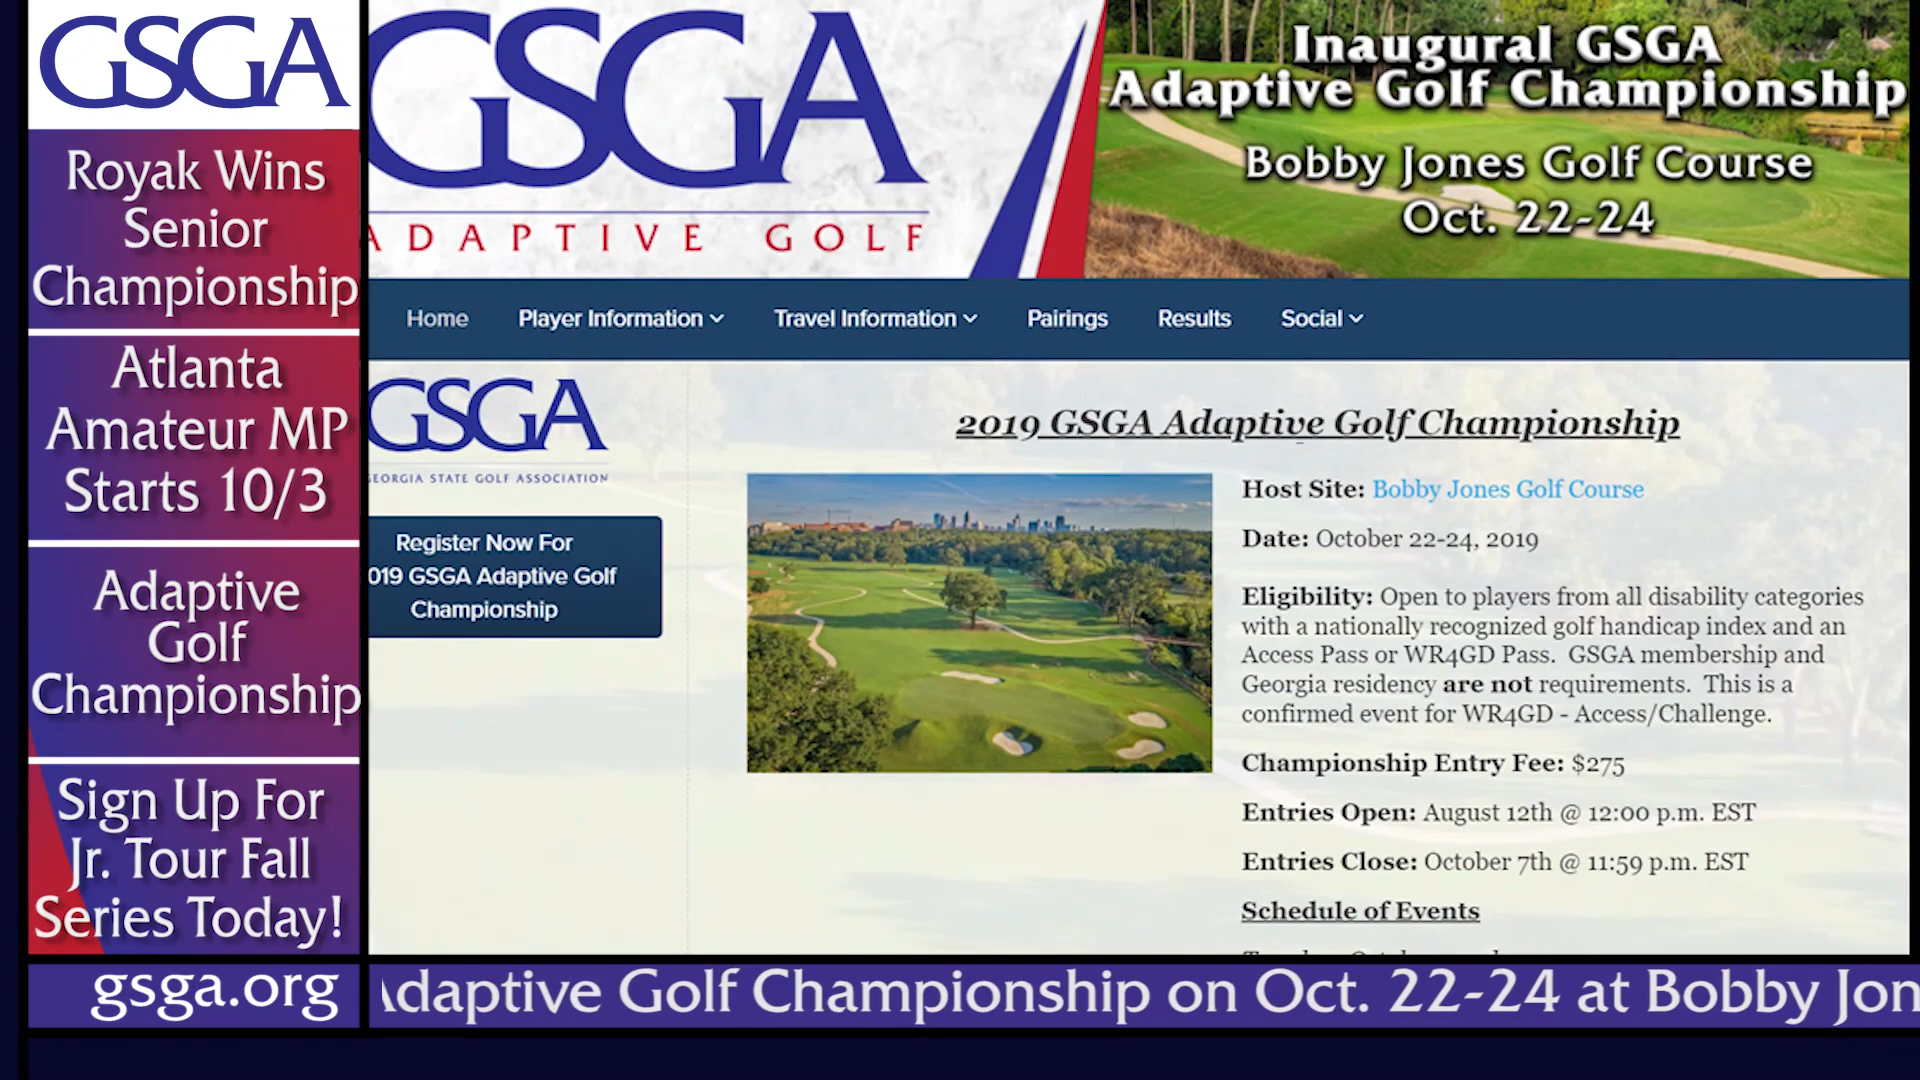 GSGA
Royak Wins
Senior
Championship
Atlanta
Amateur MP
Starts 10/3
Adaptive
Golf
Championship
Sign Up For
Jr. Tour Fall
Series Today!
gsga.org
GSGA
ADAPTIVE GOLF
Inaugural GSGA
Adaptive Golf Championship
Bobby Jones Golf Course
Oct. 22-24
Home Player Information Travel Information Pairings Results Social
GSGA
GEORGIA STATE GOLF ASSOCIATION
Register Now For
019 GSGA Adaptive Golf
Championship
2019 GSGA Adaptive Golf Championship
Host Site: Bobby Jones Golf Course
Date: October 22-24, 2019
Eligibility: Open to players from all disability categories
with a nationally recognized golf handicap index and an
Access Pass or WR4GD Pass. GSGA membership and
Georgia residency are not requirements. This is a
confirmed event for WR4GD - Access/Challenge.
Championship Entry Fee: $275
Entries Open: August 12th @ 12:00 p.m. EST
Entries Close: October 7th @ 11:59 p.m. EST
Schedule of Events
Adaptive Golf Championship on Oct. 22-24 at Bobby Jon